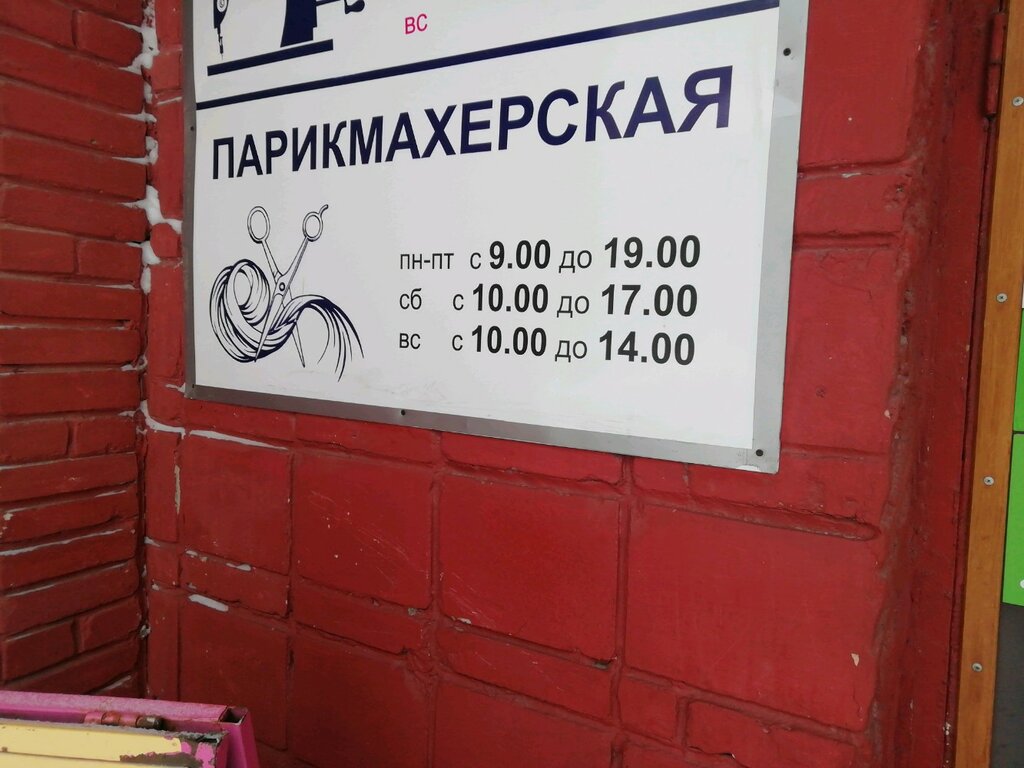 вс
ПАРИКМАХЕРСКАЯ
пн-пт с 9.00 до 19.00
сб с 10.00 до 17.00
вс с 10.00 до 14.00